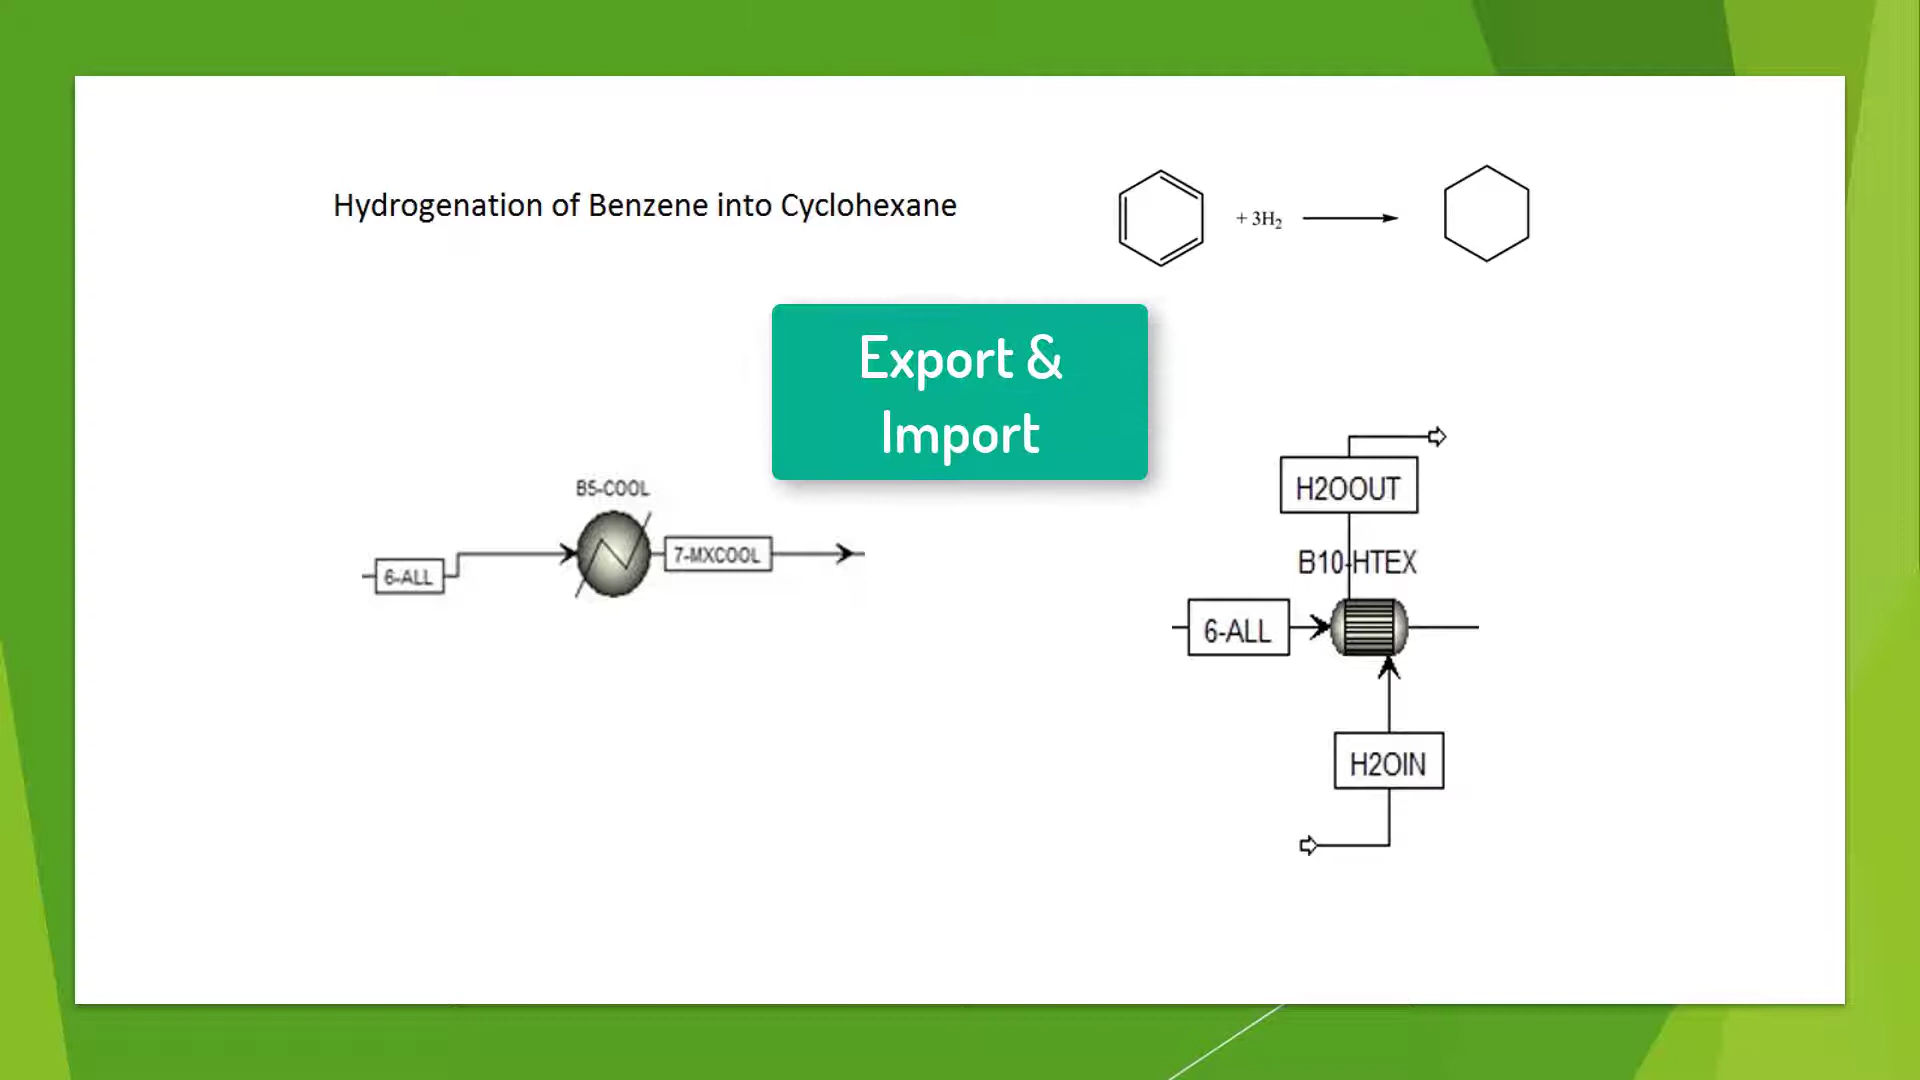 Hydrogenation of Benzene into Cyclohexane
+ 3H₂
Export &
Import
B5-COOL
6-ALL
7-MXCOOL
H2OOUT
B10-HTEX
6-ALL
H2OIN